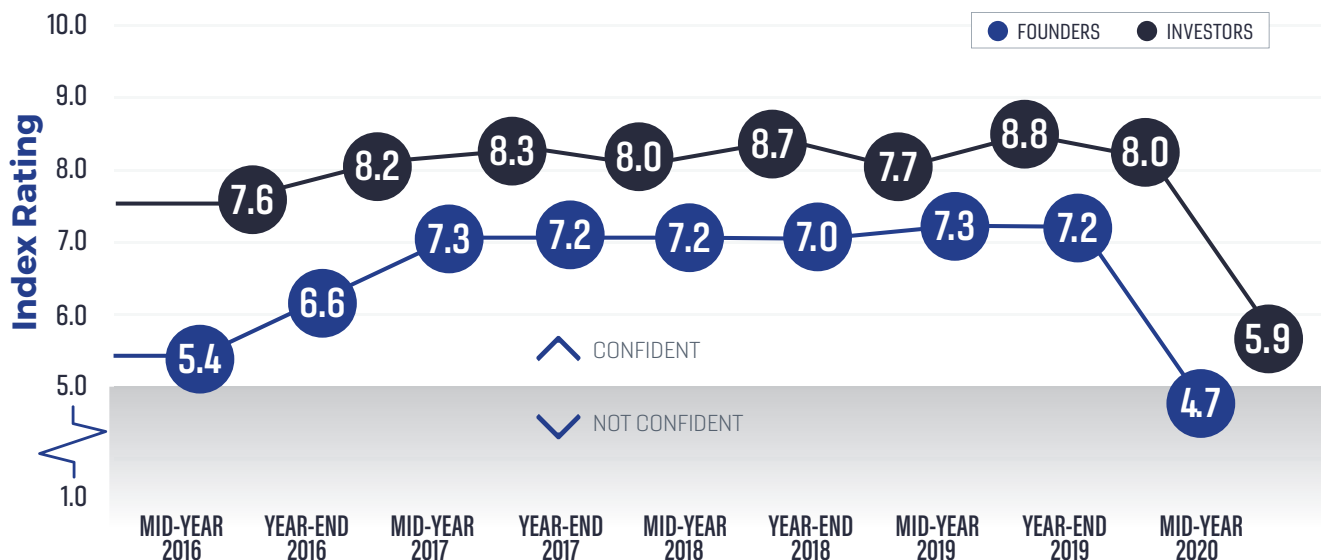 10.0
FOUNDERS
INVESTORS
9.0
8.0
7.0
6.0
5.0
1.0
Index Rating
7.6
8.2
8.3
8.0
8.7
7.7
8.8
8.0
5.9
5.4
6.6
7.3
7.2
7.2
7.0
7.3
7.2
4.7
CONFIDENT
NOT CONFIDENT
MID-YEAR
2016
YEAR-END
2016
MID-YEAR
2017
YEAR-END
2017
MID-YEAR
2018
YEAR-END
2018
MID-YEAR
2019
YEAR-END
2019
MID-YEAR
2020